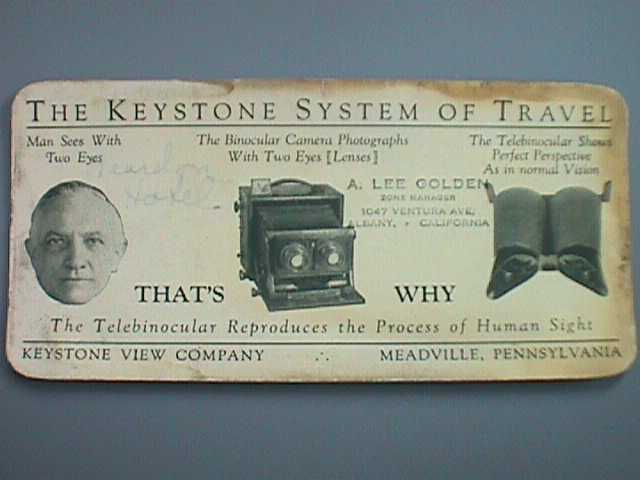 THE KEYSTONE SYSTEM OF TRAVEL
Man Sees With
Two Eyes
The Binocular Camera Photographs
With Two Eyes [Lenses]
The Telebinocular Shows
Perfect Perspective
As in normal Vision
Hotel
A. LEE GOLDEN
ZONE MANAGER
1047 VENTURA AVE,
ALBANY, - CALIFORNIA
THAT'S WHY
The Telebinocular Reproduces the Process of Human Sight
KEYSTONE VIEW COMPANY ∴ MEADVILLE, PENNSYLVANIA